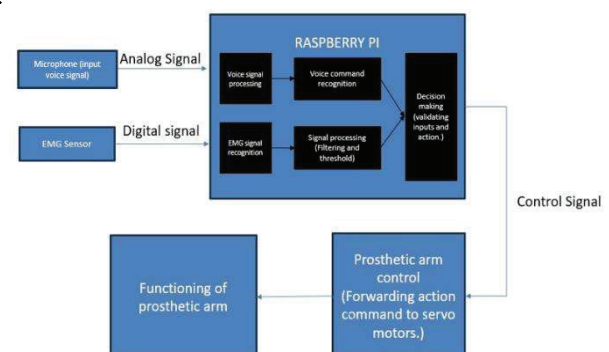 RASPBERRY PI
Microphone (input
voice signal)
Analog Signal
Voice signal
processing
Voice command
recognition
Decision
making
(validating
inputs and
action.)
EMG Sensor
Digital signal
EMG signal
recognition
Signal processing
(Filtering and
threshold)
Control Signal
Functioning of
prosthetic arm
Prosthetic arm
control
(Forwarding action
command to servo
motors.)